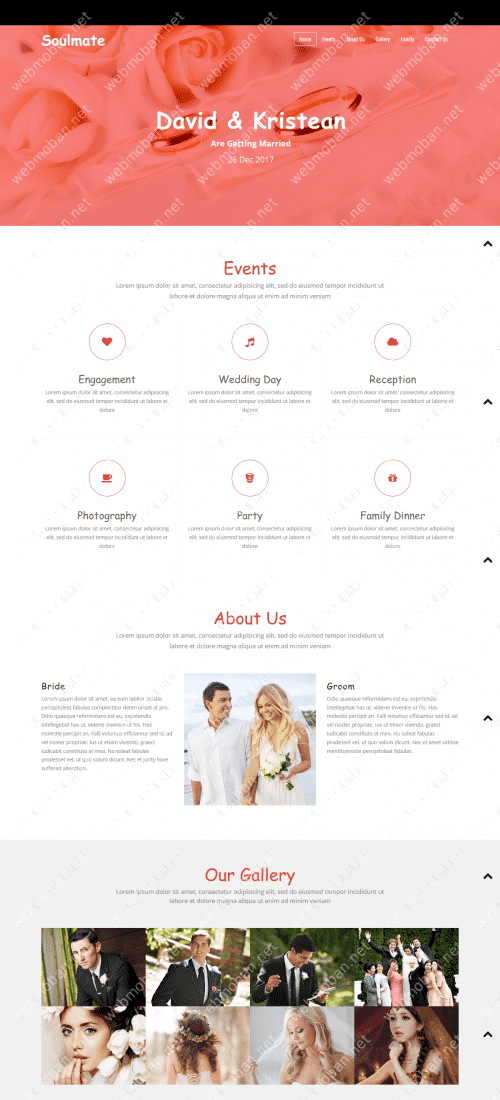 Soulmate
Home Events About Us Gallery Family Contact Us
David & Kristean
Are Getting Married
26 Dec 2017
Events
Lorem ipsum dolor sit amet, consectetur adipisicing elit, sed do eiusmod tempor incididunt ut
labore et dolore magna aliqua ut enim ad minim veniam
Engagement
Lorem ipsum dolor sit amet, consectetur adipisicing
elit, sed do eiusmod tempor incididunt ut labore et
dolore
Wedding Day
Lorem ipsum dolor sit amet, consectetur adipisicing
elit, sed do eiusmod tempor incididunt ut labore et
dolore
Reception
Lorem ipsum dolor sit amet, consectetur adipisicing
elit, sed do eiusmod tempor incididunt ut labore et
dolore
Photography
Lorem ipsum dolor sit amet, consectetur adipisicing
elit, sed do eiusmod tempor incididunt ut labore et
dolore
Party
Lorem ipsum dolor sit amet, consectetur adipisicing
elit, sed do eiusmod tempor incididunt ut labore et
dolore
Family Dinner
Lorem ipsum dolor sit amet, consectetur adipisicing
elit, sed do eiusmod tempor incididunt ut labore et
dolore
About Us
Lorem ipsum dolor sit amet, consectetur adipisicing elit, sed do eiusmod tempor incididunt ut
labore et dolore magna aliqua ut enim ad minim veniam
Bride
Lorem ipsum dolor sit amet, ea eum labitur scsstie
percipitoleat fabulas complectitur deterruisset at pro.
Odio quaeque reformidans est eu, expetendis
intellegebat has ut, viderer invenire ut his. Has
molestie percipit an. Falli volumus efficiantur sed id, ad
vel noster propriae. Ius ut etiam vivendo, graeci
iudicabit constituto at mea. No soleat fabulas
prodesset vel, ut quo solum dicunt. Nec et jority have
suffered alteration.
Groom
Odio quaeque reformidans est eu, expetendis
intellegebat has ut, viderer invenire ut his. Has
molestie percipit an. Falli volumus efficiantur sed id, ad
vel noster propriae. Ius ut etiam vivendo, graeci
iudicabit constituto at mea. No soleat fabulas
prodesset vel, ut quo solum dicunt. Nec et amet vidisse
mentitumoste percipitoleat fabulas.
Our Gallery
Lorem ipsum dolor sit amet, consectetur adipisicing elit, sed do eiusmod tempor incididunt ut
labore et dolore magna aliqua ut enim ad minim veniam
webmoban.net